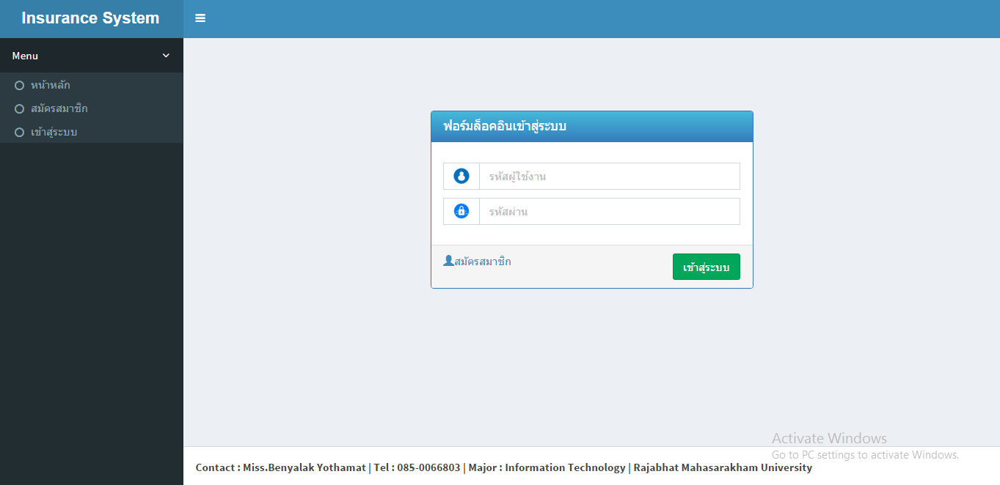 Insurance System
Menu
หน้าหลัก
สมัครสมาชิก
เข้าสู่ระบบ
ฟอร์มล็อคอินเข้าสู่ระบบ
รหัสผู้ใช้งาน
รหัสผ่าน
สมัครสมาชิก
เข้าสู่ระบบ
Activate Windows
Go to PC settings to activate Windows.
Contact : Miss.Benyalak Yothamat | Tel : 085-0066803 | Major : Information Technology | Rajabhat Mahasarakham University